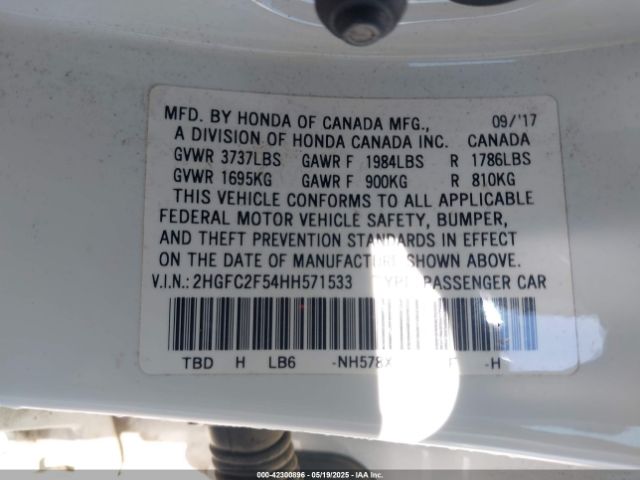 MFD. BY HONDA OF CANADA MFG., 09/'17
A DIVISION OF HONDA CANADA INC. CANADA
GVWR 3737LBS GAWR F 1984LBS R 1786LBS
GVWR 1695KG GAWR F 900KG R 810KG
THIS VEHICLE CONFORMS TO ALL APPLICABLE
FEDERAL MOTOR VEHICLE SAFETY, BUMPER,
AND THEFT PREVENTION STANDARDS IN EFFECT
ON THE DATE OF MANUFACTURE SHOWN ABOVE.
V.I.N.: 2HGFC2F54HH571533 TYPE: PASSENGER CAR
TBD H LB6 -NH578X F -H
000-42300896 - 05/19/2025 - IAA Inc.